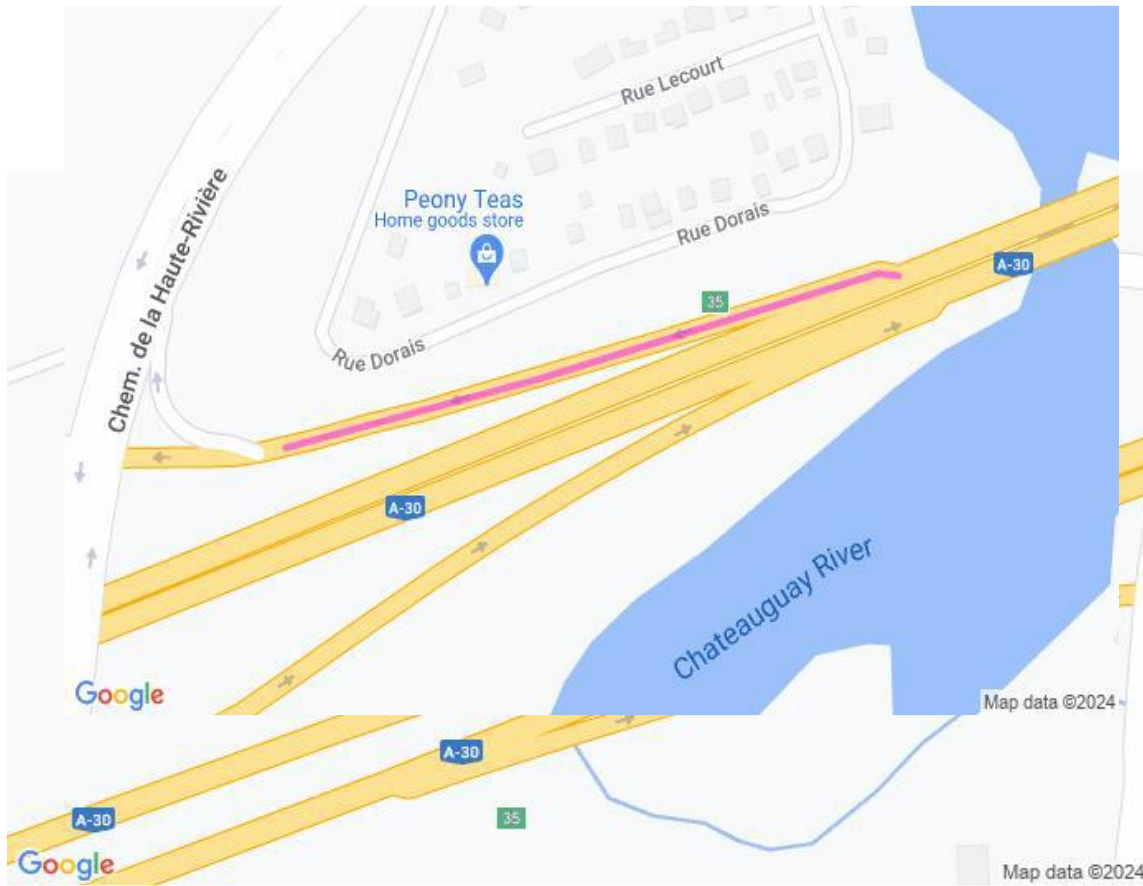 Rue Lecourt
Chem. de la Haute-Rivière
Peony Teas
Home goods store
Rue Dorais
A-30
35
Rue Dorais
A-30
Chateauguay River
Google
Map data ©2024
A-30
A-30
35
Google
Map data ©2024